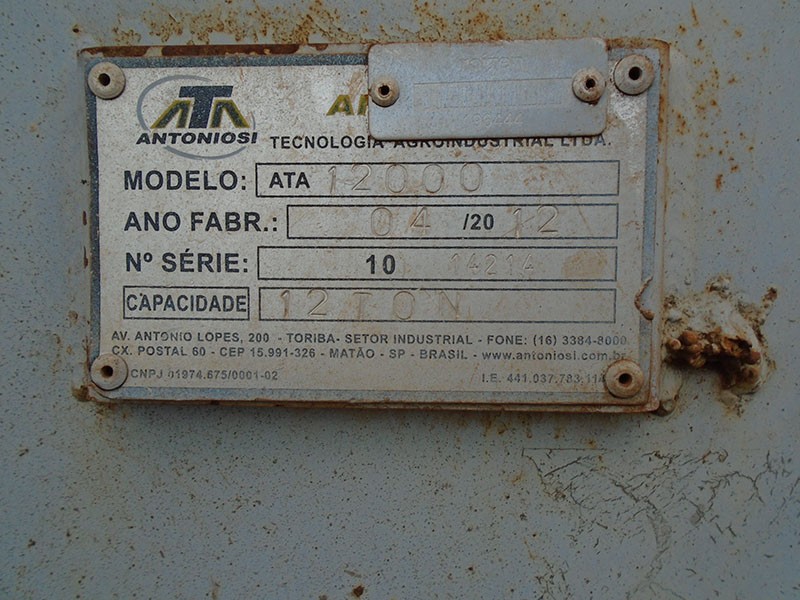 ATA
ANTONIOSI
TECNOLOGIA AGROINDUSTRIAL LTDA.
MODELO: ATA 12000
ANO FABR.: 04 /20 12
Nº SÉRIE: 10 14214
CAPACIDADE 12TON
AV. ANTONIO LOPES, 200 - TORIBA- SETOR INDUSTRIAL - FONE: (16) 3384-8000
CX. POSTAL 60 - CEP 15.991-326 - MATÃO - SP - BRASIL - www.antoniosi.com.br
CNPJ 01974.675/0001-02 I.E. 441.037.783.114